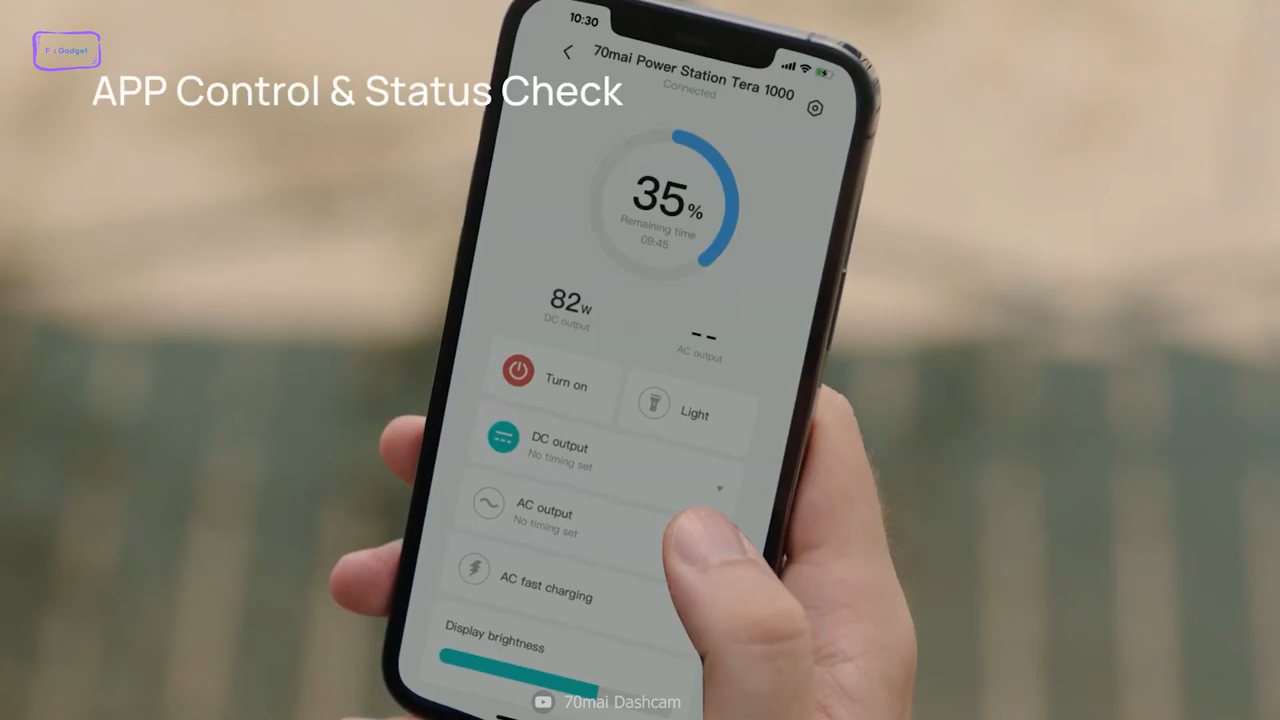 10:30
Gadget
APP Control & Status Check
70mai Power Station Tera 1000
Connected
35%
Remaining time
09:45
82w
DC output
--
AC output
Turn on
Light
DC output
No timing set
AC output
No timing set
AC fast charging
Display brightness
70mai Dashcam